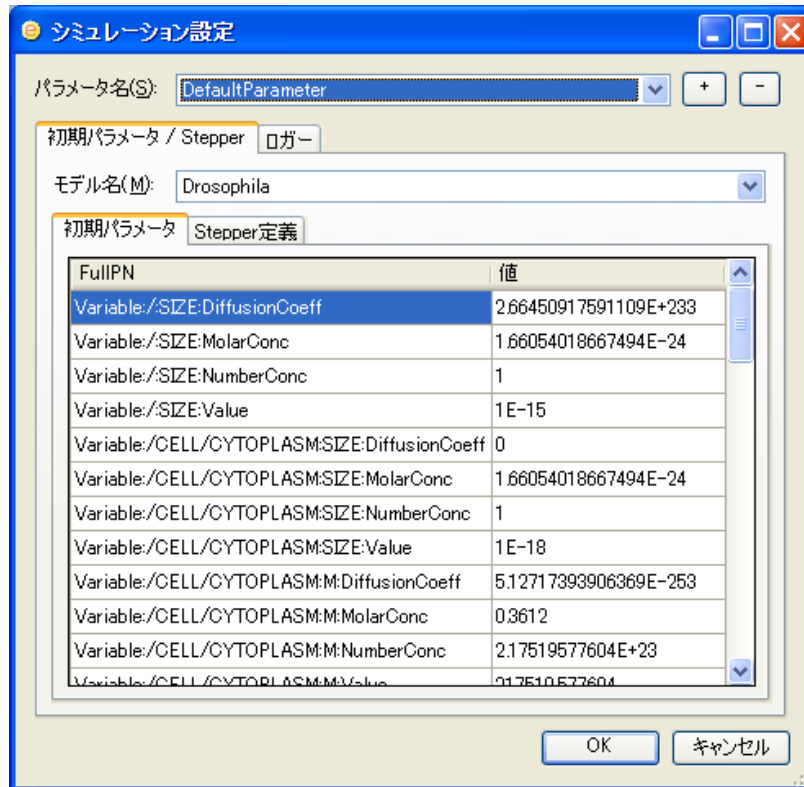 シミュレーション設定
パラメータ名(S): DefaultParameter + -
初期パラメータ / Stepper ロガー
モデル名(M): Drosophila
初期パラメータ Stepper定義
FullPN 値
Variable:/:SIZE:DiffusionCoeff 2.66450917591109E+233
Variable:/:SIZE:MolarConc 1.66054018667494E-24
Variable:/:SIZE:NumberConc 1
Variable:/:SIZE:Value 1E-15
Variable:/CELL/CYTOPLASM:SIZE:DiffusionCoeff 0
Variable:/CELL/CYTOPLASM:SIZE:MolarConc 1.66054018667494E-24
Variable:/CELL/CYTOPLASM:SIZE:NumberConc 1
Variable:/CELL/CYTOPLASM:SIZE:Value 1E-18
Variable:/CELL/CYTOPLASM:M:DiffusionCoeff 5.12717393906369E-253
Variable:/CELL/CYTOPLASM:M:MolarConc 0.3612
Variable:/CELL/CYTOPLASM:M:NumberConc 2.17519577604E+23
Variable:/CELL/CYTOPLASM:M:Value 217519.577604
OK キャンセル